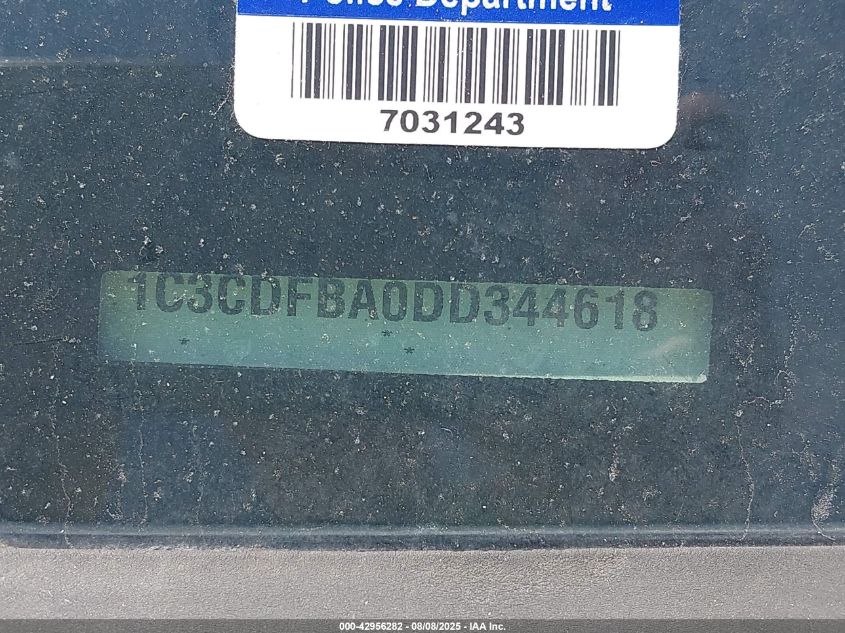 Police Department
7031243
1C3CDFBA0DD344618
* * *
000-42956282 - 08/08/2025 - IAA Inc.